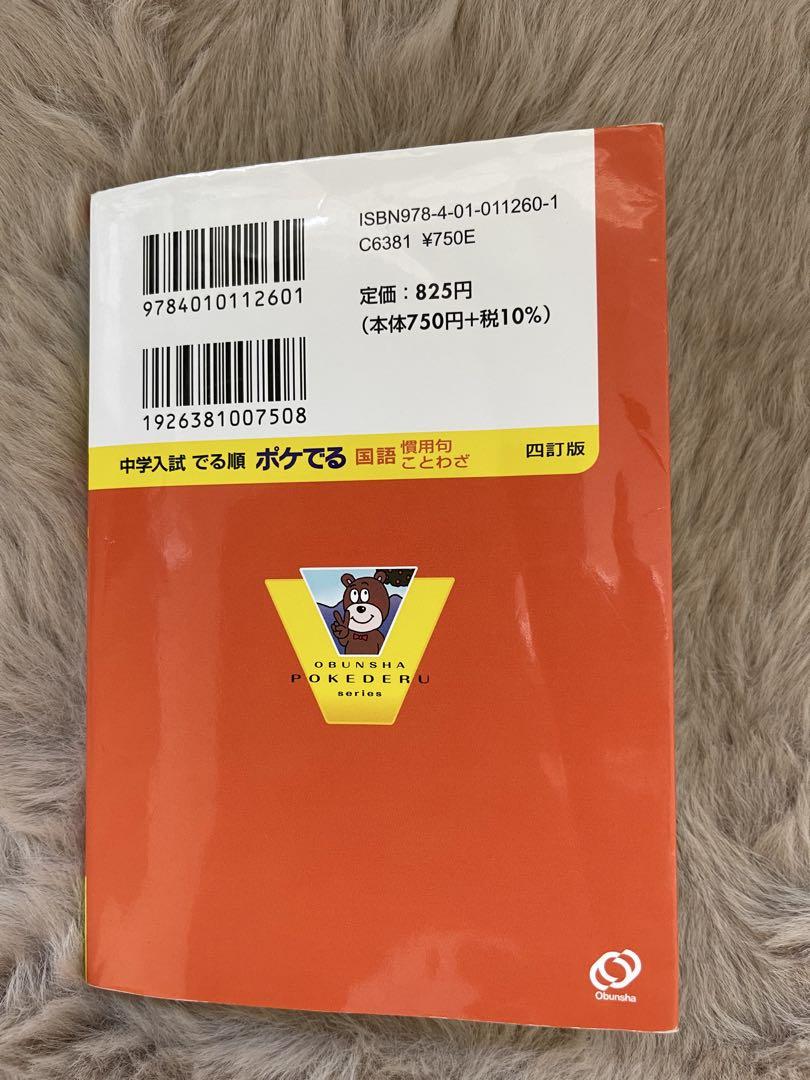 ISBN978-4-01-011260-1
C6381 ¥750E
9784010112601
定価：825円
（本体750円+税10%）
1926381007508
中学入試 でる順 ポケでる 国語 慣用句 ことわざ 四訂版
OBUNSHA
POKEDERU
series
Obunsha